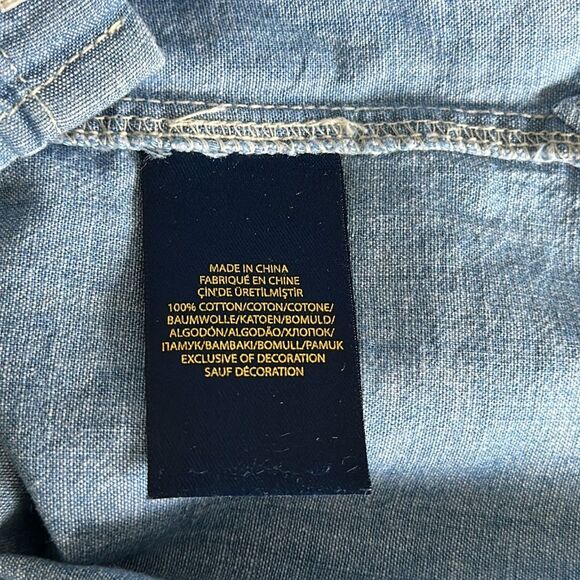 MADE IN CHINA
FABRIQUÉ EN CHINE
ÇİN'DE ÜRETİLMİŞTİR
100% COTTON/COTON/COTONE/
BAUMWOLLE/KATOEN/BOMULD/
ALGODÓN/ALGODÃO/ХЛОПОК/
ПАМУК/ΒΑΜΒΑΚΙ/BOMULL/PAMUK
EXCLUSIVE OF DECORATION
SAUF DÉCORATION